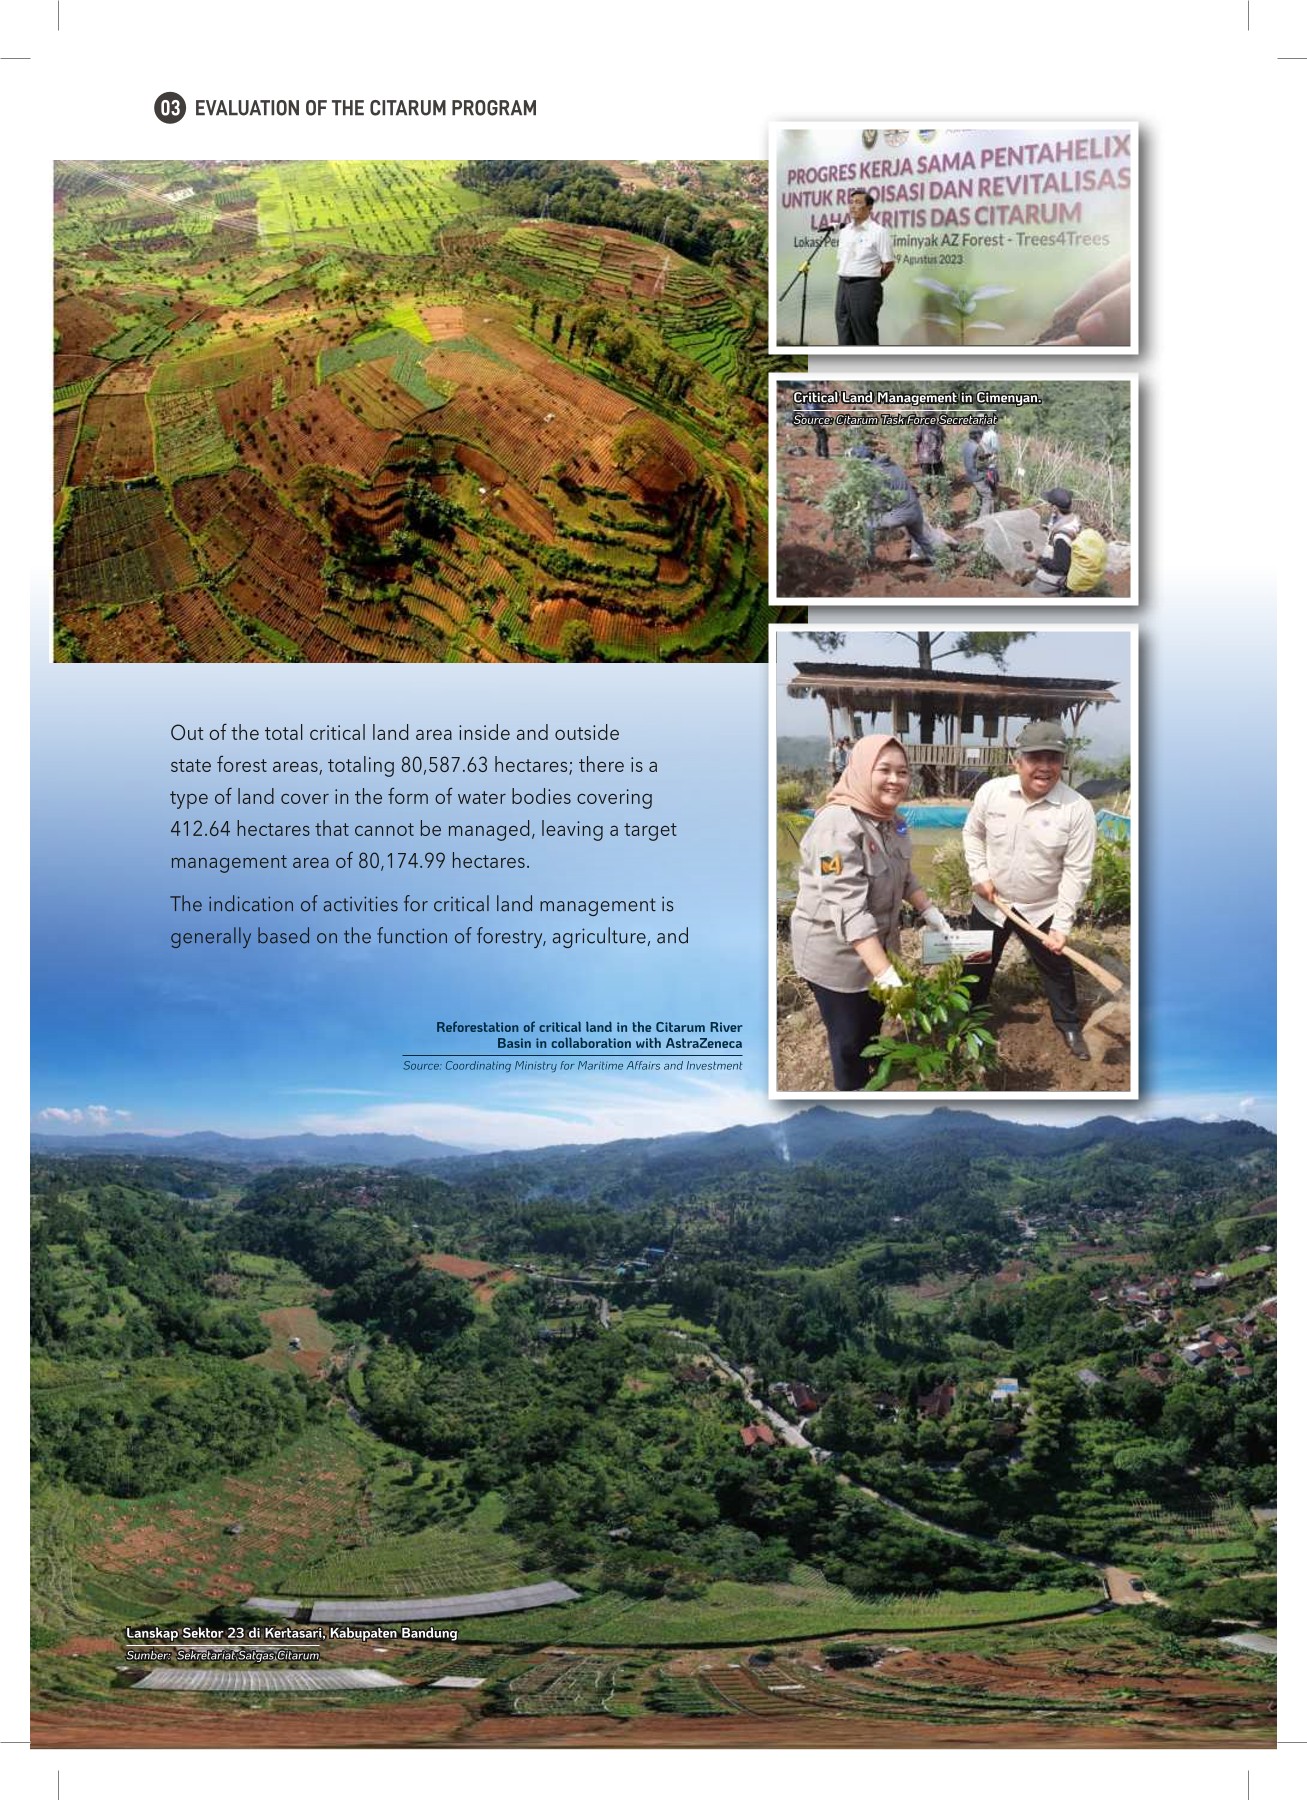 03 EVALUATION OF THE CITARUM PROGRAM
PROGRES KERJA SAMA PENTAHELIX
UNTUK REBOISASI DAN REVITALISAS
LAHAN KRITIS DAS CITARUM
Iminyak AZ Forest - Trees4Trees
9 Agustus 2023
Critical Land Management in Cimenyan.
Source: Citarum Task Force Secretariat
Out of the total critical land area inside and outside
state forest areas, totaling 80,587.63 hectares; there is a
type of land cover in the form of water bodies covering
412.64 hectares that cannot be managed, leaving a target
management area of 80,174.99 hectares.
The indication of activities for critical land management is
generally based on the function of forestry, agriculture, and
Reforestation of critical land in the Citarum River
Basin in collaboration with AstraZeneca
Source: Coordinating Ministry for Maritime Affairs and Investment
Lanskap Sektor 23 di Kertasari, Kabupaten Bandung
Sumber: Sekretariat Satgas Citarum